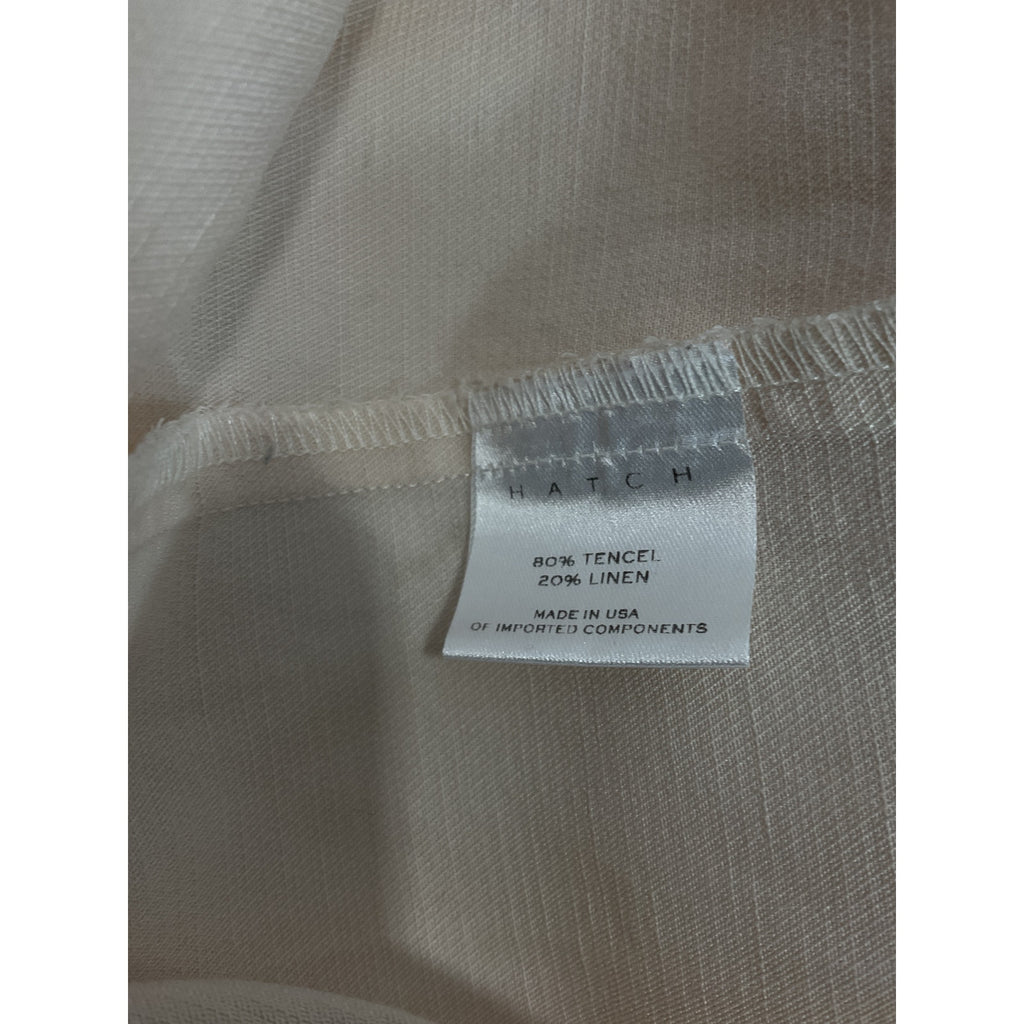 HATCH
80% TENCEL
20% LINEN
MADE IN USA
OF IMPORTED COMPONENTS